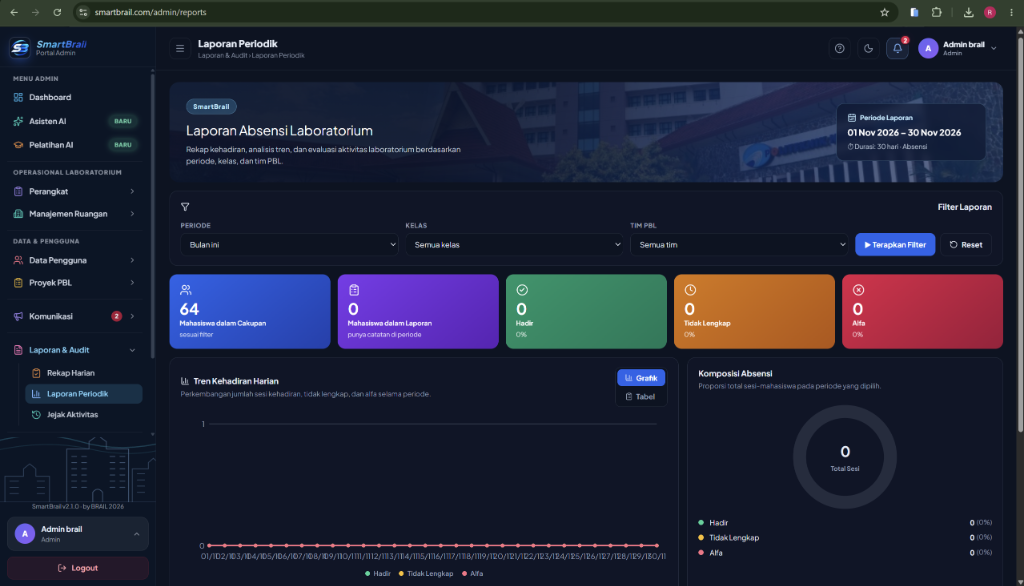 smartbrail.com/admin/reports
R
SmartBrail
Portal Admin
MENU ADMIN
Dashboard
Asisten AI BARU
Pelatihan AI BARU
OPERASIONAL LABORATORIUM
Perangkat
Manajemen Ruangan
DATA & PENGGUNA
Data Pengguna
Proyek PBL
Komunikasi 2
Laporan & Audit
Rekap Harian
Laporan Periodik
Jejak Aktivitas
SmartBrail v2.1.0 · by BRAIL 2026
A Admin brail
Admin
Logout
Laporan Periodik
Laporan & Audit › Laporan Periodik
2
A Admin brail
Admin
SmartBrail
Laporan Absensi Laboratorium
Rekap kehadiran, analisis tren, dan evaluasi aktivitas laboratorium berdasarkan
periode, kelas, dan tim PBL.
Periode Laporan
01 Nov 2026 – 30 Nov 2026
Durasi: 30 hari · Absensi
Filter Laporan
PERIODE KELAS TIM PBL
Bulan ini Semua kelas Semua tim Terapkan Filter Reset
64
Mahasiswa dalam Cakupan
sesuai filter
0
Mahasiswa dalam Laporan
punya catatan di periode
0
Hadir
0%
0
Tidak Lengkap
0%
0
Alfa
0%
Tren Kehadiran Harian
Perkembangan jumlah sesi kehadiran, tidak lengkap, dan alfa selama periode.
Grafik
Tabel
1
0
Hadir Tidak Lengkap Alfa
Komposisi Absensi
Proporsi total sesi-mahasiswa pada periode yang dipilih.
0
Total Sesi
Hadir 0 (0%)
Tidak Lengkap 0 (0%)
Alfa 0 (0%)